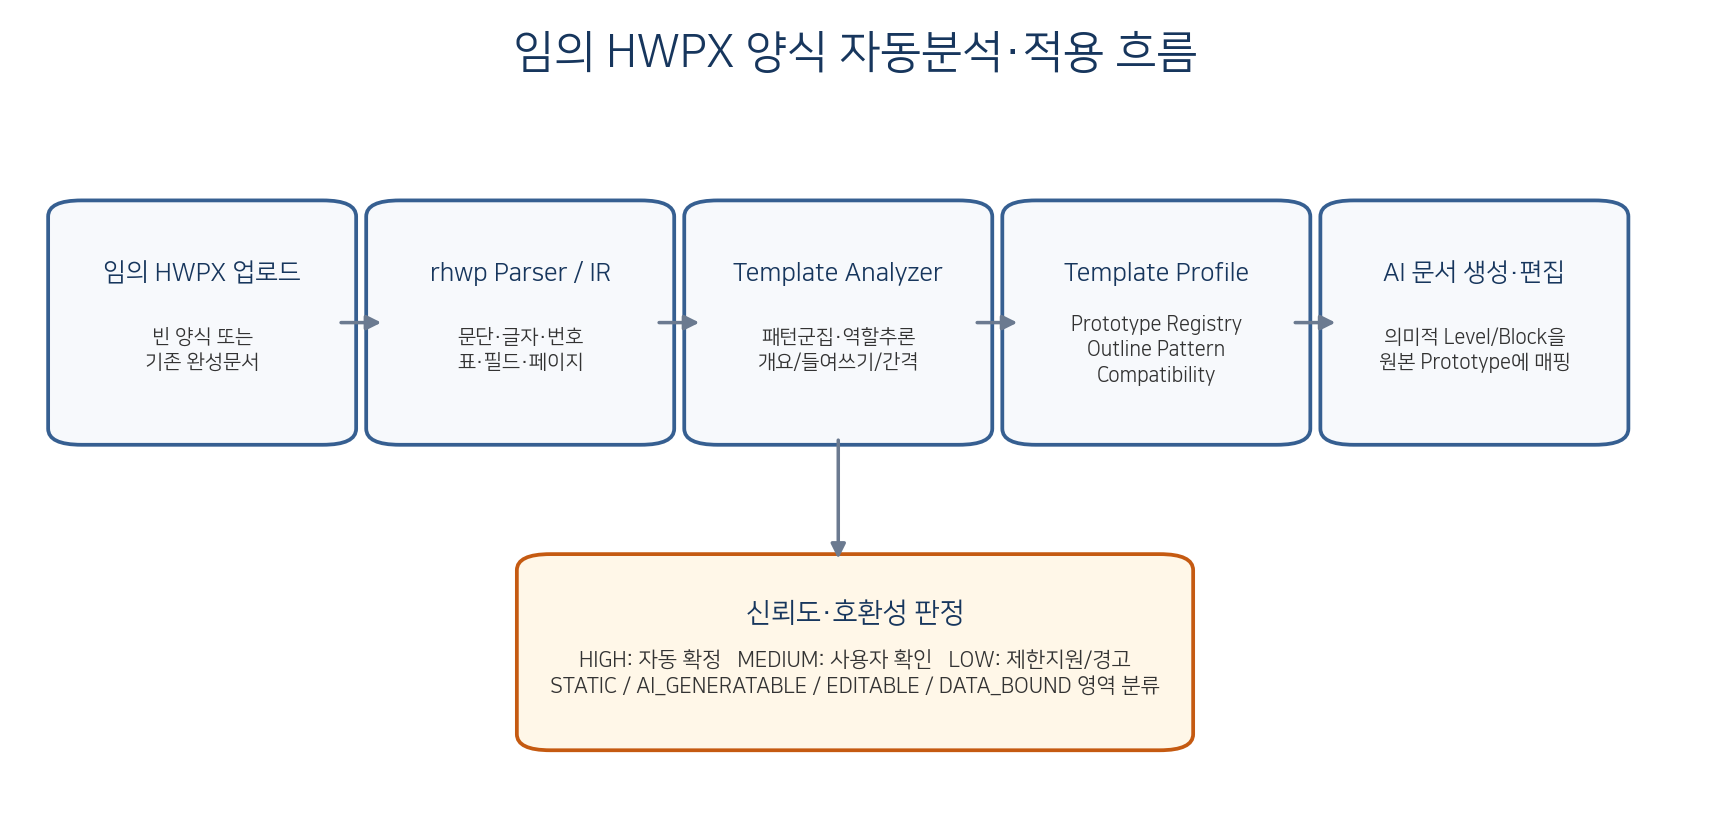 임의 HWPX 양식 자동분석·적용 흐름
임의 HWPX 업로드
빈 양식 또는
기존 완성문서
rhwp Parser / IR
문단·글자·번호
표·필드·페이지
Template Analyzer
패턴군집·역할추론
개요/들여쓰기/간격
Template Profile
Prototype Registry
Outline Pattern
Compatibility
AI 문서 생성·편집
의미적 Level/Block을
원본 Prototype에 매핑
신뢰도·호환성 판정
HIGH: 자동 확정   MEDIUM: 사용자 확인   LOW: 제한지원/경고
STATIC / AI_GENERATABLE / EDITABLE / DATA_BOUND 영역 분류